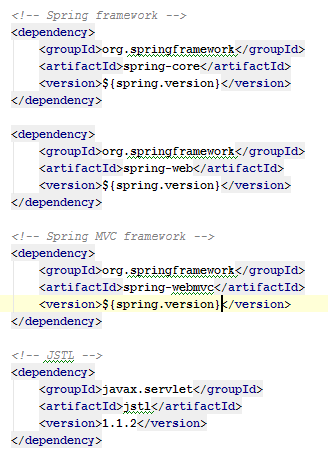 <!-- Spring framework -->
<dependency>
    <groupId>org.springframework</groupId>
    <artifactId>spring-core</artifactId>
    <version>${spring.version}</version>
</dependency>

<dependency>
    <groupId>org.springframework</groupId>
    <artifactId>spring-web</artifactId>
    <version>${spring.version}</version>
</dependency>

<!-- Spring MVC framework -->
<dependency>
    <groupId>org.springframework</groupId>
    <artifactId>spring-webmvc</artifactId>
    <version>${spring.version}</version>
</dependency>

<!-- JSTL -->
<dependency>
    <groupId>javax.servlet</groupId>
    <artifactId>jstl</artifactId>
    <version>1.1.2</version>
</dependency>